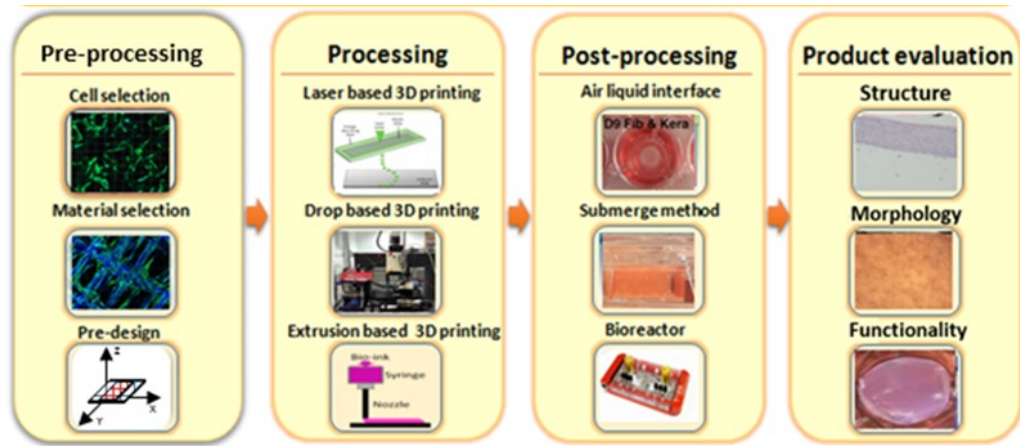 Pre-processing
Cell selection
Material selection
Pre-design
Z
X
Y
Processing
Laser based 3D printing
Drop based 3D printing
Extrusion based 3D printing
Bio-ink
Syringe
Nozzle
Post-processing
Air liquid interface
D9 Fib & Kera
Submerge method
Bioreactor
Product evaluation
Structure
Morphology
Functionality